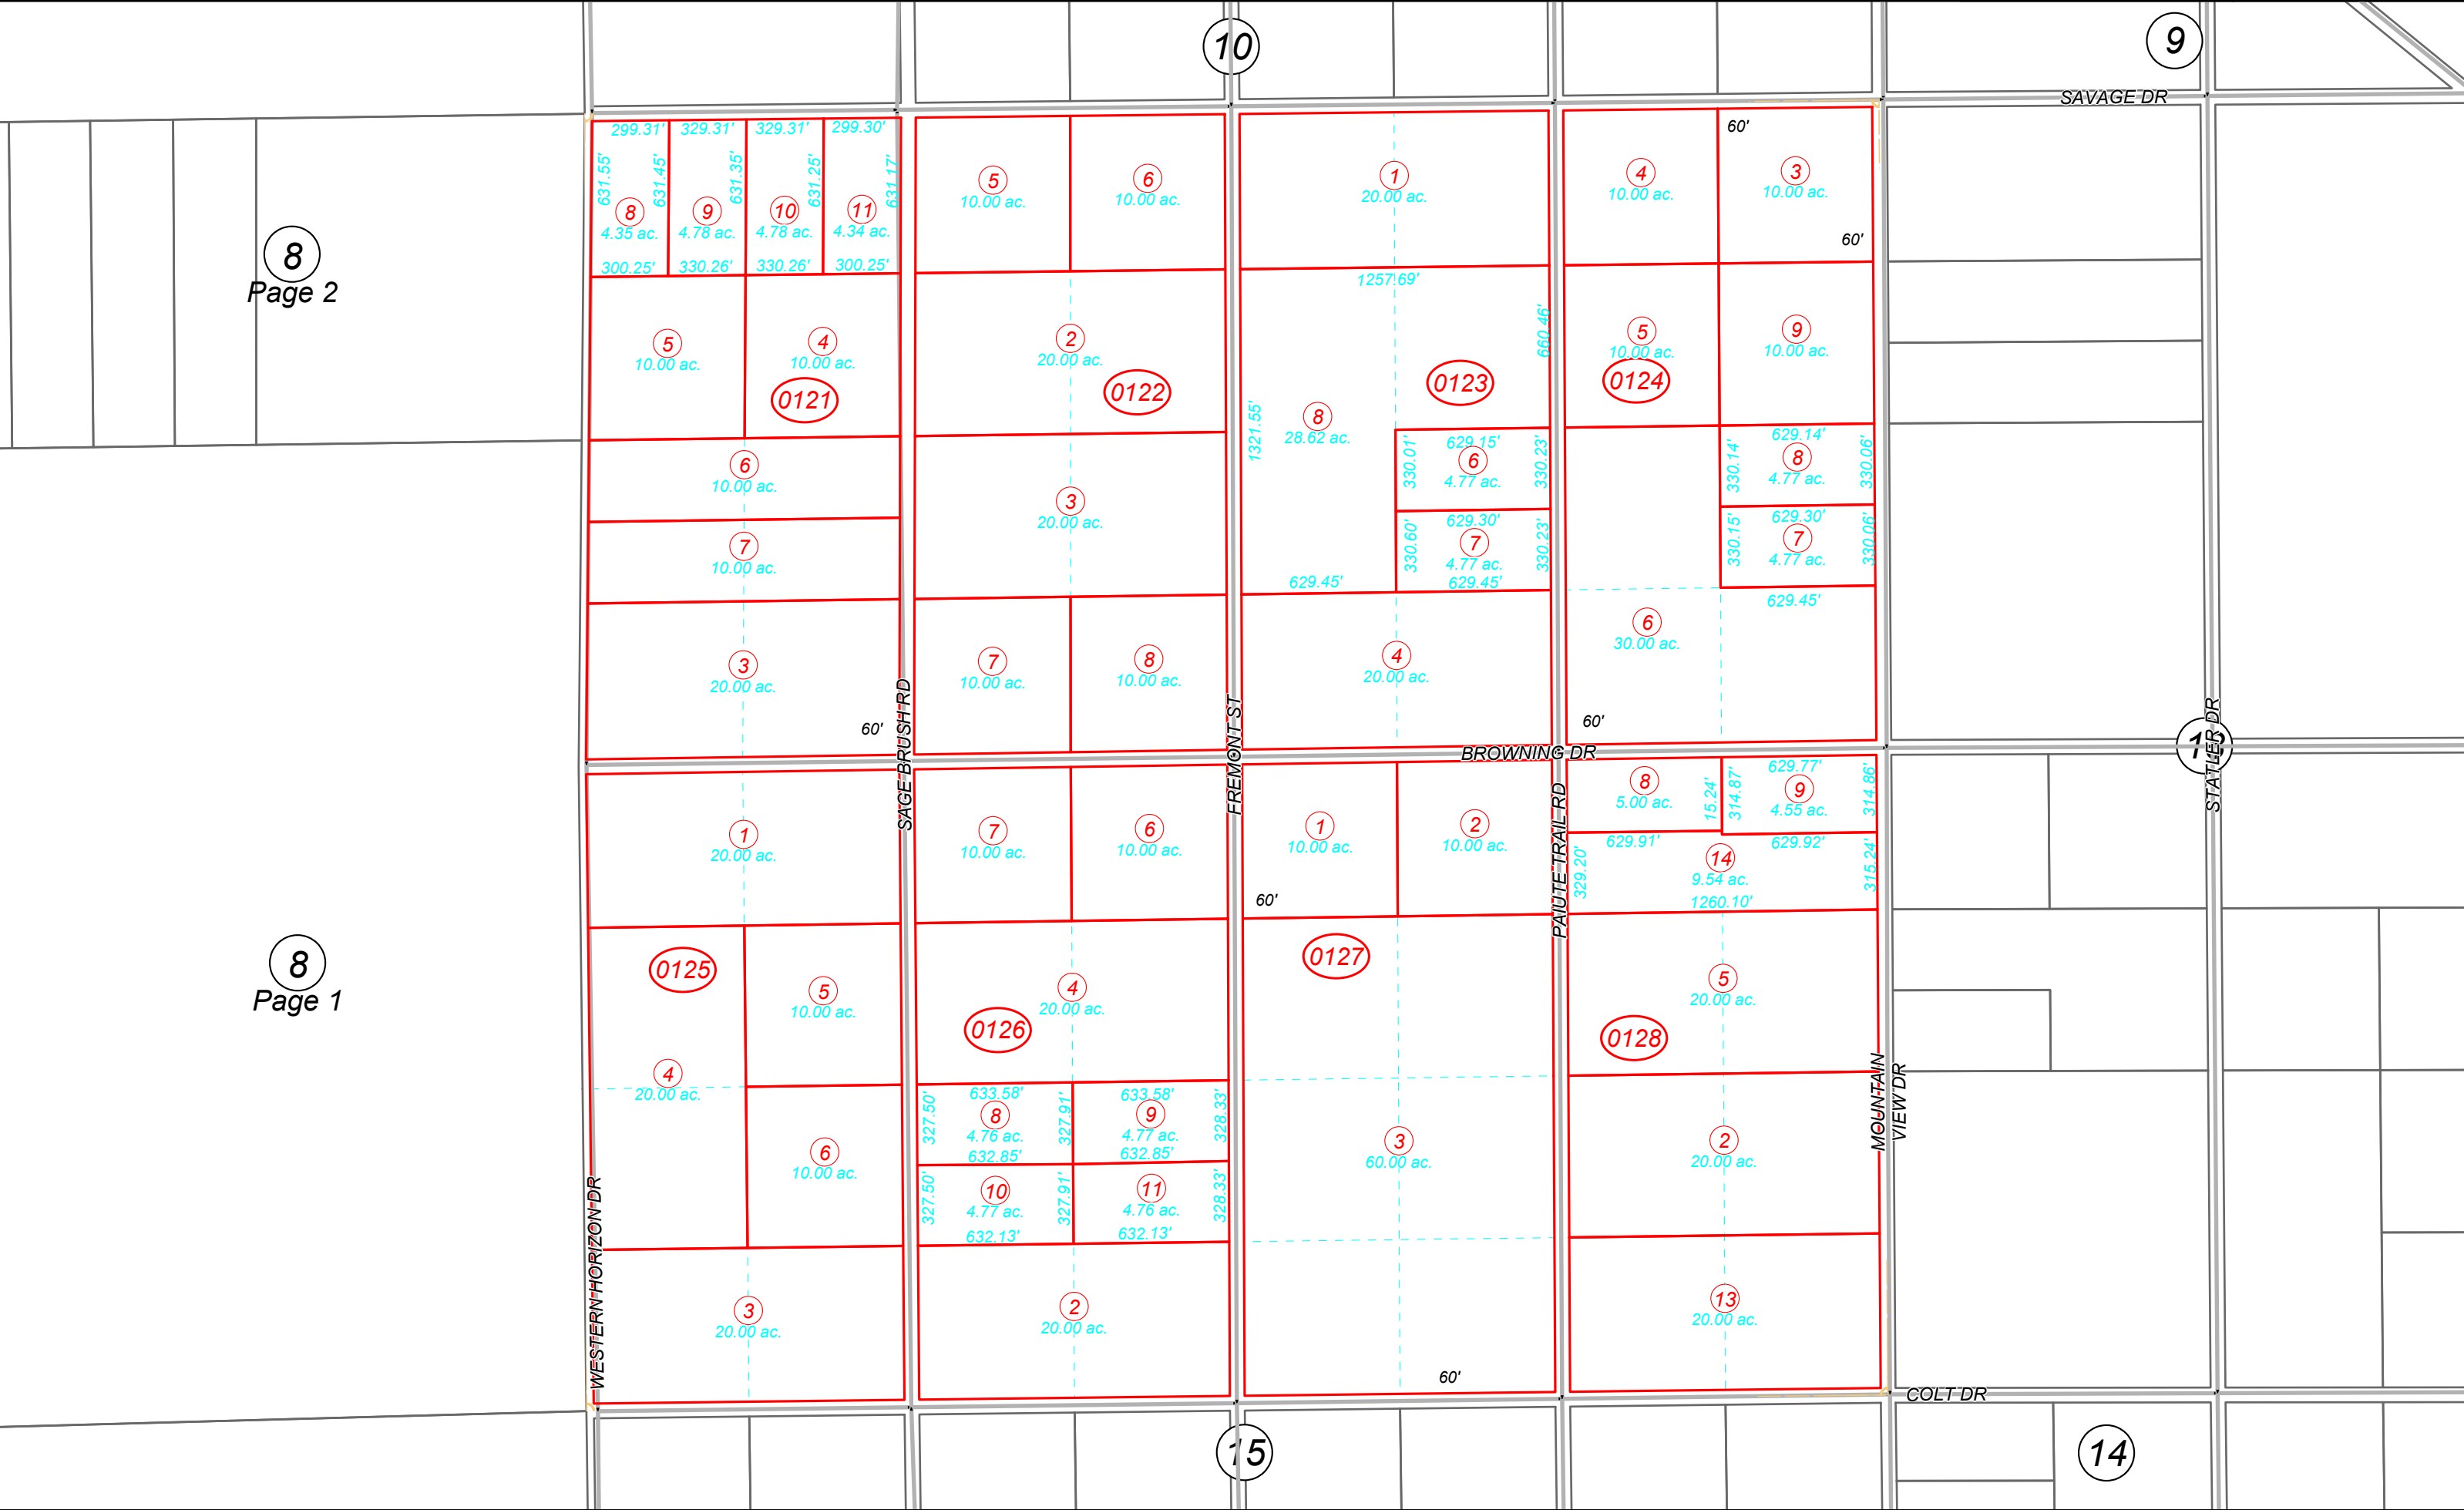 10
9
SAVAGE DR
8
Page 2
299.31' 329.31' 329.31' 299.30'
631.55' 631.45' 631.35' 631.25' 631.17'
8 9 10 11
4.35 ac. 4.78 ac. 4.78 ac. 4.34 ac.
300.25' 330.26' 330.26' 300.25'
5
10.00 ac.
4
10.00 ac.
0121
6
10.00 ac.
7
10.00 ac.
3
20.00 ac.
60'
5
10.00 ac.
6
10.00 ac.
2
20.00 ac.
0122
3
20.00 ac.
7
10.00 ac.
8
10.00 ac.
1
20.00 ac.
1257.69'
660.46'
0123
8
28.62 ac.
1321.55'
629.15'
330.01' 330.23'
6
4.77 ac.
629.30'
330.60' 330.23'
7
4.77 ac.
629.45' 629.45'
4
20.00 ac.
60'
4
10.00 ac.
3
10.00 ac.
60'
5
10.00 ac.
0124
9
10.00 ac.
629.14'
330.14' 330.06'
8
4.77 ac.
629.30'
330.15' 330.06'
7
4.77 ac.
629.45'
6
30.00 ac.
60'
SAGE BRUSH RD
FREMONT ST
BROWNING DR
PAIUTE TRAIL RD
STATLER DR
8
Page 1
1
20.00 ac.
0125
5
10.00 ac.
4
20.00 ac.
6
10.00 ac.
3
20.00 ac.
WESTERN HORIZON DR
7
10.00 ac.
6
10.00 ac.
4
20.00 ac.
0126
633.58' 633.58'
327.50' 327.91' 328.33'
8 9
4.76 ac. 4.77 ac.
632.85' 632.85'
327.50' 327.91' 328.33'
10 11
4.77 ac. 4.76 ac.
632.13' 632.13'
2
20.00 ac.
1
10.00 ac.
2
10.00 ac.
60'
0127
3
60.00 ac.
60'
8
5.00 ac.
15.24' 314.87'
629.77'
9
4.55 ac.
314.86'
629.91' 629.92'
329.20'
14
9.54 ac.
315.24'
1260.10'
5
20.00 ac.
0128
2
20.00 ac.
13
20.00 ac.
MOUNTAIN
VIEW DR
COLT DR
15
14